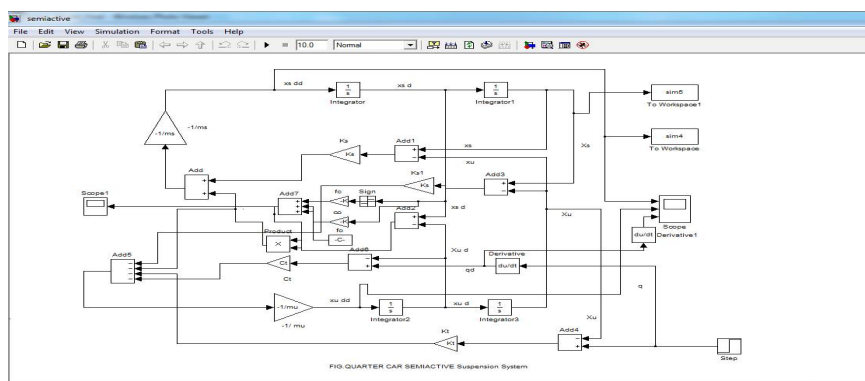 semiactive
File Edit View Simulation Format Tools Help
10.0 Normal
xs dd
1
s
Integrator
xs d
1
s
Integrator1
sim5
To Workspace1
-1/ms
-1/ms
Ks
Ks
Add1
xs
xu
Xs
sim4
To Workspace
Add
Ks1
Ks
Add3
Scope1
Add7
fo
-K
Sign
xs d
Add2
Xu
Scope
-K
fo
-C-
Product
X
Xu d
du/dt
Derivative1
Add5
Ct
Ct
Add6
Derivative
du/dt
qd
q
-1/mu
-1/ mu
xu dd
1
s
Integrator2
xu d
1
s
Integrator3
Xu
Kt
Kt
Add4
Step
FIG.QUARTER CAR SEMIACTIVE Suspension System